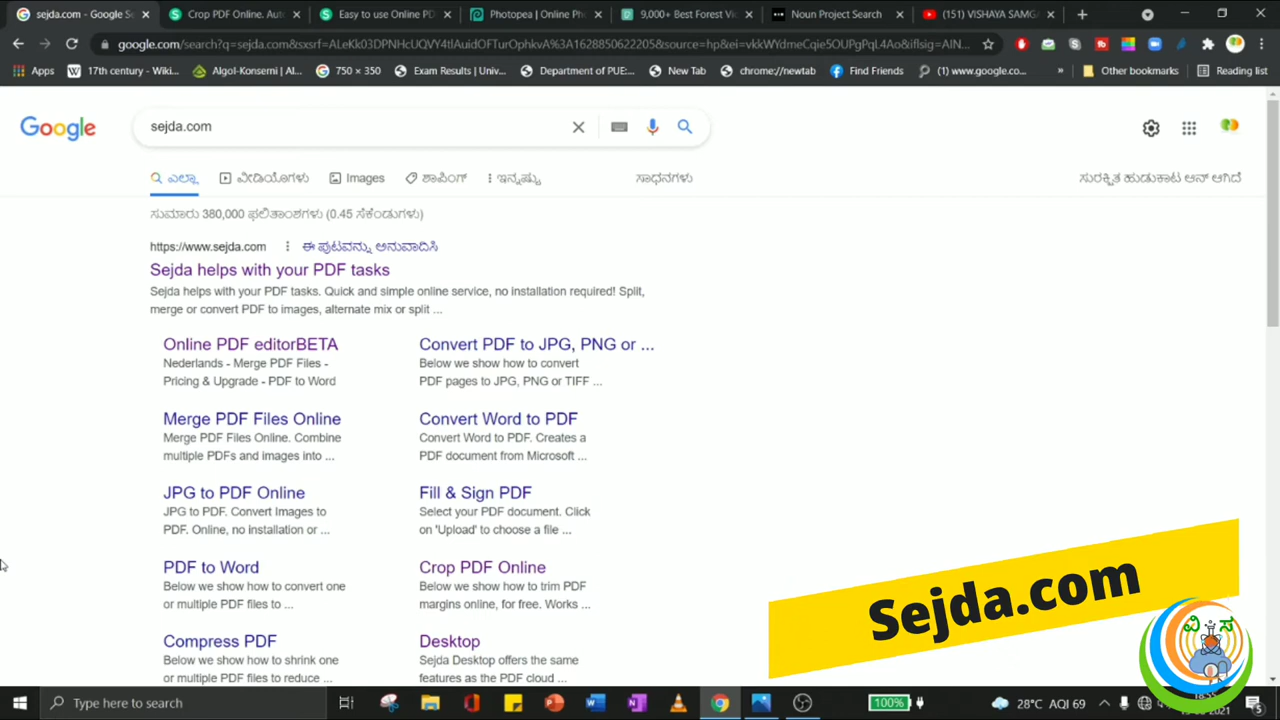 sejda.com - Google Se
Crop PDF Online. Auto
Easy to use Online PD
Photopea | Online Pho
9,000+ Best Forest Vid
Noun Project Search
(151) VISHAYA SAMGA
google.com/search?q=sejda.com&sxsrf=ALeKk03DPNHcUQVY4tlAuidOFTurOphkvA%3A1628850622205&source=hp&ei=vkkWYdmeCqie5OUPgPqL4Ao&iflsig=AIN...
Apps
17th century - Wiki...
Algol-Konsemi | Al...
750 × 350
Exam Results | Univ...
Department of PUE:...
New Tab
chrome://newtab
Find Friends
(1) www.google.co...
»
Other bookmarks
Reading list
Google
sejda.com
ಎಲ್ಲಾ
ವೀಡಿಯೊಗಳು
Images
ಶಾಪಿಂಗ್
ಇನ್ನಷ್ಟು
ಸಾಧನಗಳು
ಸುರಕ್ಷಿತ ಹುಡುಕಾಟ ಆನ್ ಆಗಿದೆ
ಸುಮಾರು 380,000 ಫಲಿತಾಂಶಗಳು (0.45 ಸೆಕೆಂಡುಗಳು)
https://www.sejda.com
ಈ ಪುಟವನ್ನು ಅನುವಾದಿಸಿ
Sejda helps with your PDF tasks
Sejda helps with your PDF tasks. Quick and simple online service, no installation required! Split,
merge or convert PDF to images, alternate mix or split ...
Online PDF editorBETA
Nederlands - Merge PDF Files -
Pricing & Upgrade - PDF to Word
Convert PDF to JPG, PNG or ...
Below we show how to convert
PDF pages to JPG, PNG or TIFF ...
Merge PDF Files Online
Merge PDF Files Online. Combine
multiple PDFs and images into ...
Convert Word to PDF
Convert Word to PDF. Creates a
PDF document from Microsoft ...
JPG to PDF Online
JPG to PDF. Convert Images to
PDF. Online, no installation or ...
Fill & Sign PDF
Select your PDF document. Click
on 'Upload' to choose a file ...
PDF to Word
Below we show how to convert one
or multiple PDF files to ...
Crop PDF Online
Below we show how to trim PDF
margins online, for free. Works ...
Compress PDF
Below we show how to shrink one
or multiple PDF files to reduce ...
Desktop
Sejda Desktop offers the same
features as the PDF cloud ...
Sejda.com
ವಿ ಸ
Type here to search
100%
28°C AQI 69